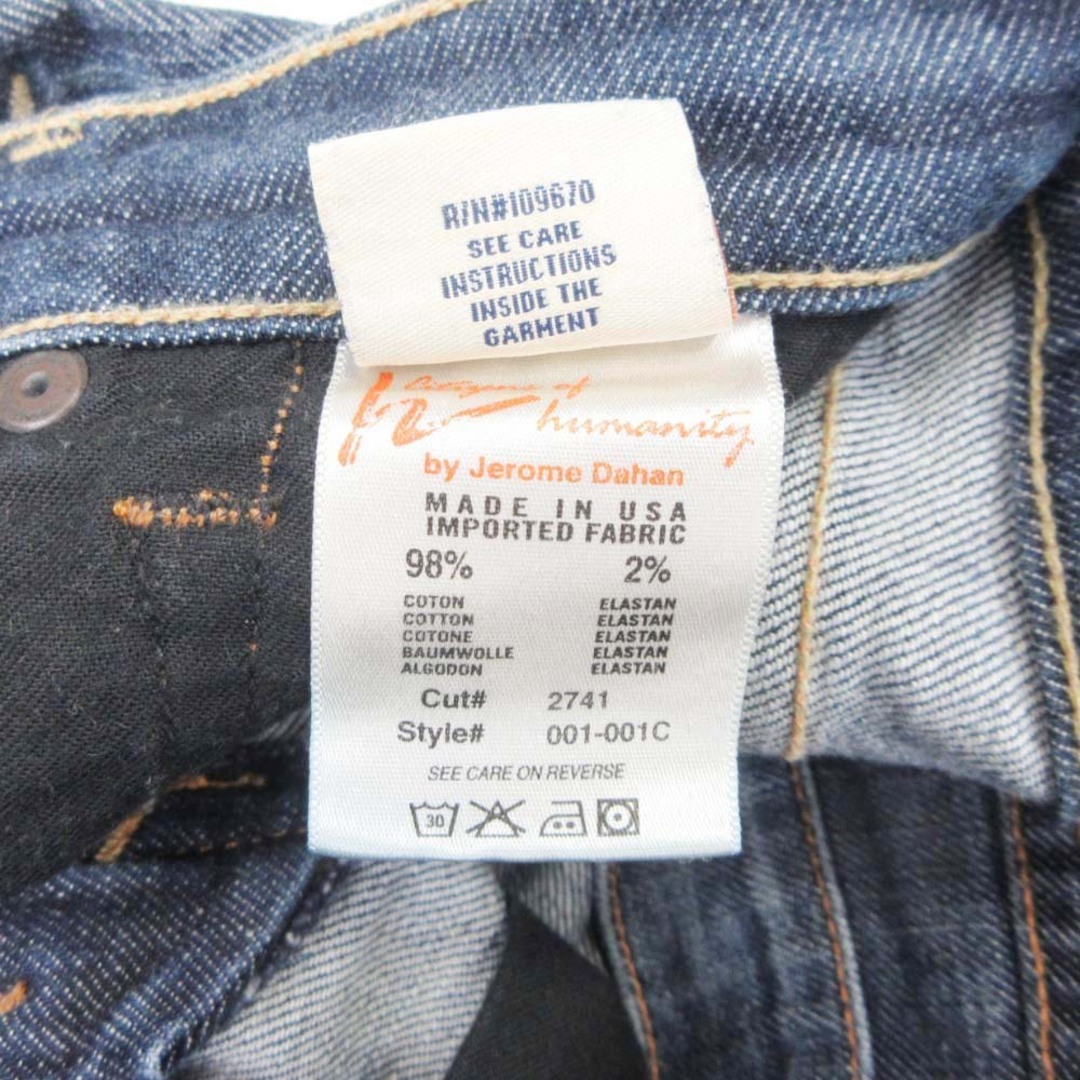 R/N#109670
SEE CARE
INSTRUCTIONS
INSIDE THE
GARMENT
Citizens of
humanity
by Jerome Dahan
MADE IN USA
IMPORTED FABRIC
98% 2%
COTON ELASTAN
COTTON ELASTAN
COTONE ELASTAN
BAUMWOLLE ELASTAN
ALGODON ELASTAN
Cut# 2741
Style# 001-001C
SEE CARE ON REVERSE
30